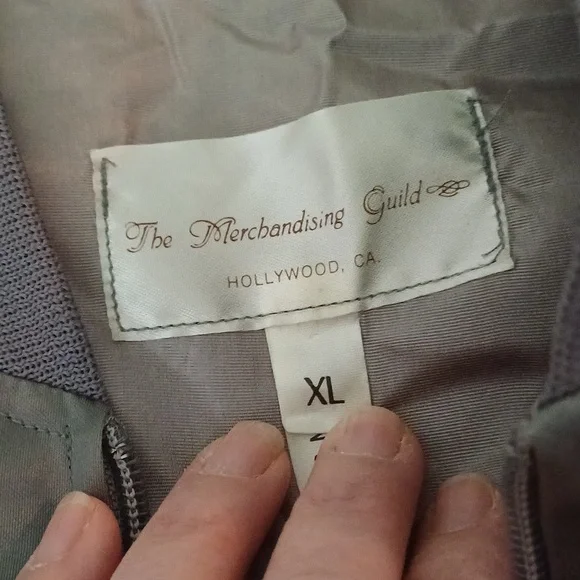 The Merchandising Guild
HOLLYWOOD, CA.
XL